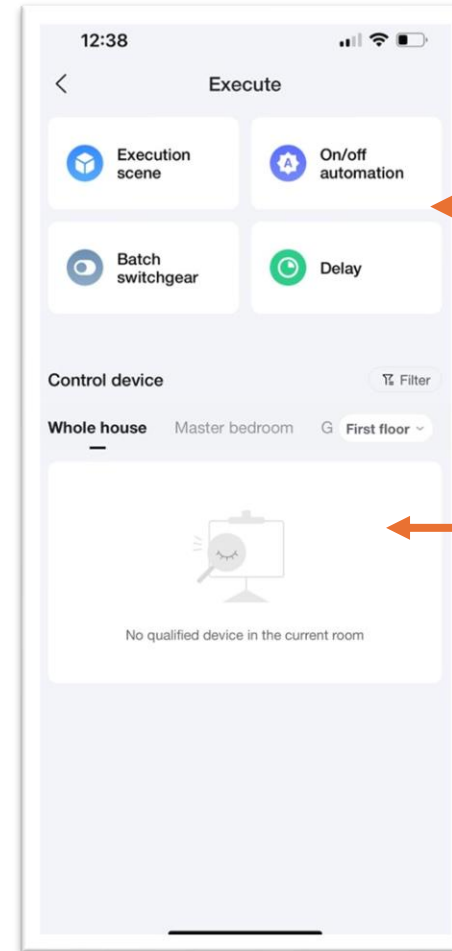 12:38
Execute
Execution
scene
On/off
automation
Batch
switchgear
Delay
Control device
Filter
Whole house Master bedroom G First floor
No qualified device in the current room